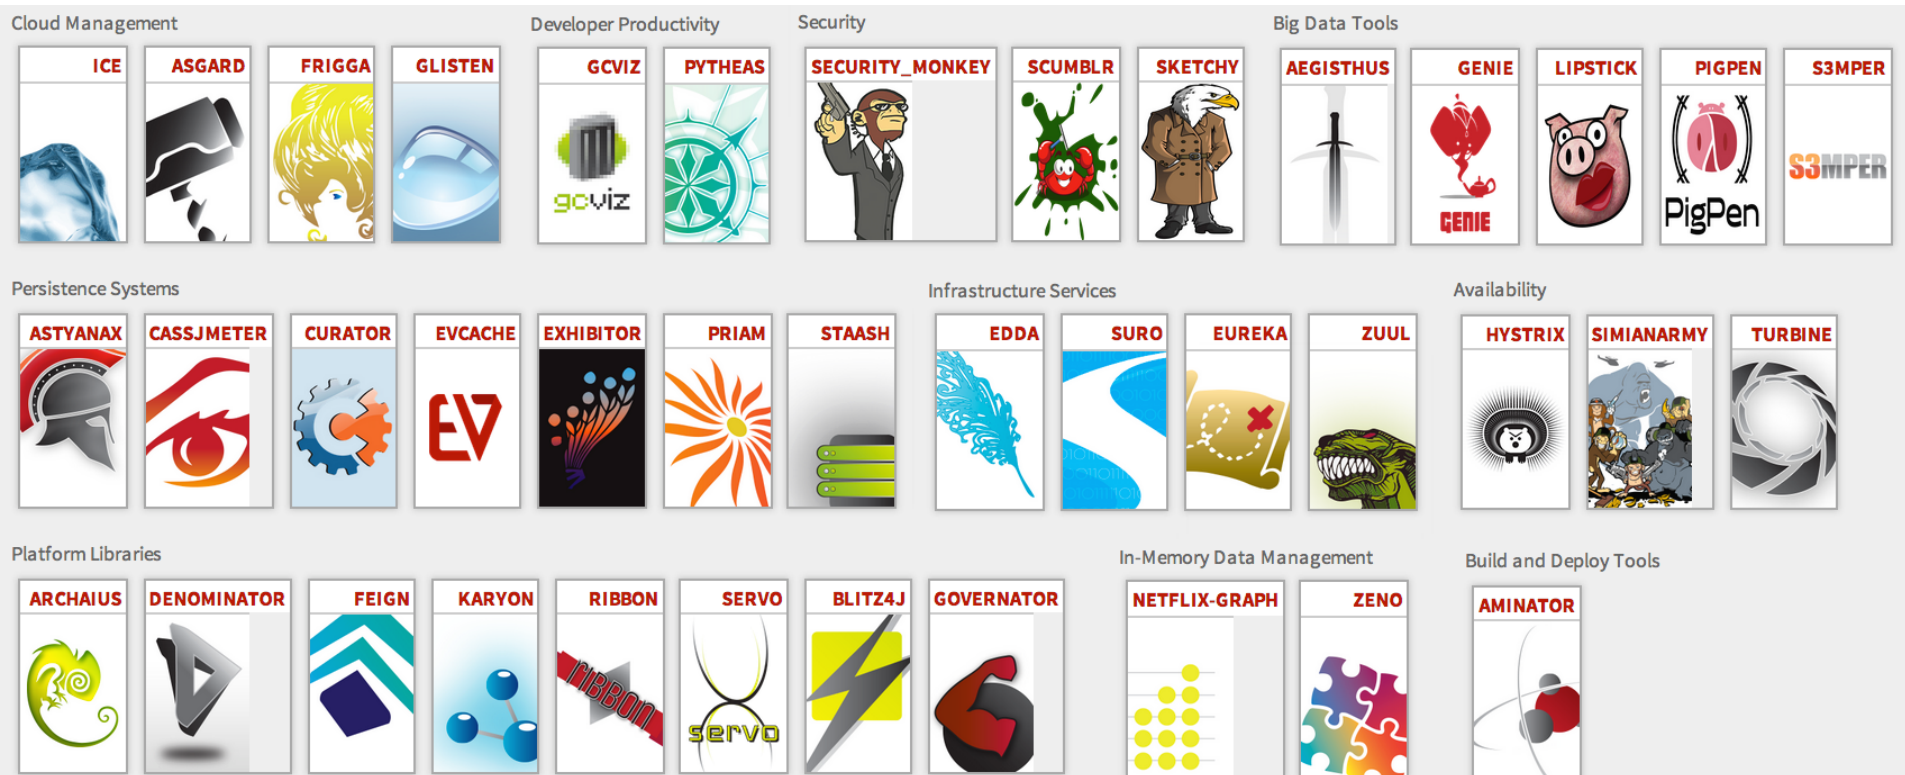 Cloud Management
ICE
ASGARD
FRIGGA
GLISTEN
Developer Productivity
GCVIZ
gcviz
PYTHEAS
Security
SECURITY_MONKEY
SCUMBLR
SKETCHY
Big Data Tools
AEGISTHUS
GENIE
GENIE
LIPSTICK
PIGPEN
PigPen
S3MPER
S3MPER
Persistence Systems
ASTYANAX
CASSJMETER
CURATOR
C
EVCACHE
EV
EXHIBITOR
PRIAM
STAASH
Infrastructure Services
EDDA
SURO
EUREKA
ZUUL
Availability
HYSTRIX
SIMIANARMY
TURBINE
Platform Libraries
ARCHAIUS
DENOMINATOR
FEIGN
KARYON
RIBBON
RIBBON
SERVO
servo
BLITZ4J
GOVERNATOR
In-Memory Data Management
NETFLIX-GRAPH
ZENO
Build and Deploy Tools
AMINATOR